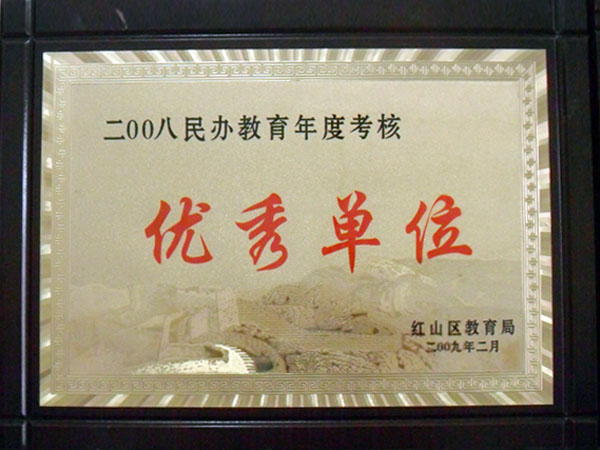 二00八民办教育年度考核
优秀单位
红山区教育局
二00九年二月